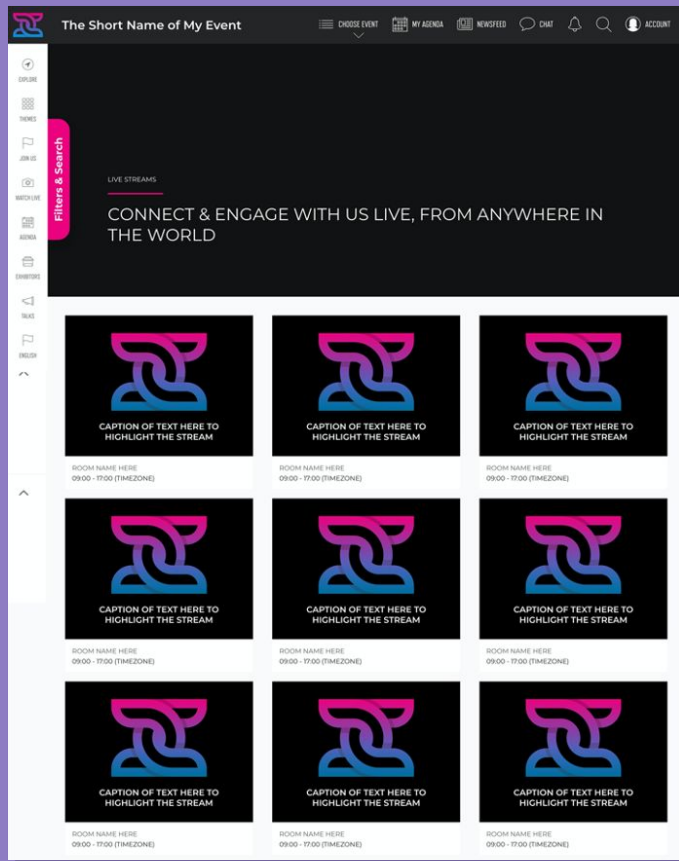 The Short Name of My Event
CHOOSE EVENT
MY AGENDA
NEWSFEED
CHAT
ACCOUNT
EXPLORE
THEMES
JOIN US
WATCH LIVE
AGENDA
EXHIBITORS
TALKS
ENGLISH
Filters & Search
LIVE STREAMS
CONNECT & ENGAGE WITH US LIVE, FROM ANYWHERE IN
THE WORLD
CAPTION OF TEXT HERE TO
HIGHLIGHT THE STREAM
ROOM NAME HERE
09:00 - 17:00 (TIMEZONE)
CAPTION OF TEXT HERE TO
HIGHLIGHT THE STREAM
ROOM NAME HERE
09:00 - 17:00 (TIMEZONE)
CAPTION OF TEXT HERE TO
HIGHLIGHT THE STREAM
ROOM NAME HERE
09:00 - 17:00 (TIMEZONE)
CAPTION OF TEXT HERE TO
HIGHLIGHT THE STREAM
ROOM NAME HERE
09:00 - 17:00 (TIMEZONE)
CAPTION OF TEXT HERE TO
HIGHLIGHT THE STREAM
ROOM NAME HERE
09:00 - 17:00 (TIMEZONE)
CAPTION OF TEXT HERE TO
HIGHLIGHT THE STREAM
ROOM NAME HERE
09:00 - 17:00 (TIMEZONE)
CAPTION OF TEXT HERE TO
HIGHLIGHT THE STREAM
ROOM NAME HERE
09:00 - 17:00 (TIMEZONE)
CAPTION OF TEXT HERE TO
HIGHLIGHT THE STREAM
ROOM NAME HERE
09:00 - 17:00 (TIMEZONE)
CAPTION OF TEXT HERE TO
HIGHLIGHT THE STREAM
ROOM NAME HERE
09:00 - 17:00 (TIMEZONE)